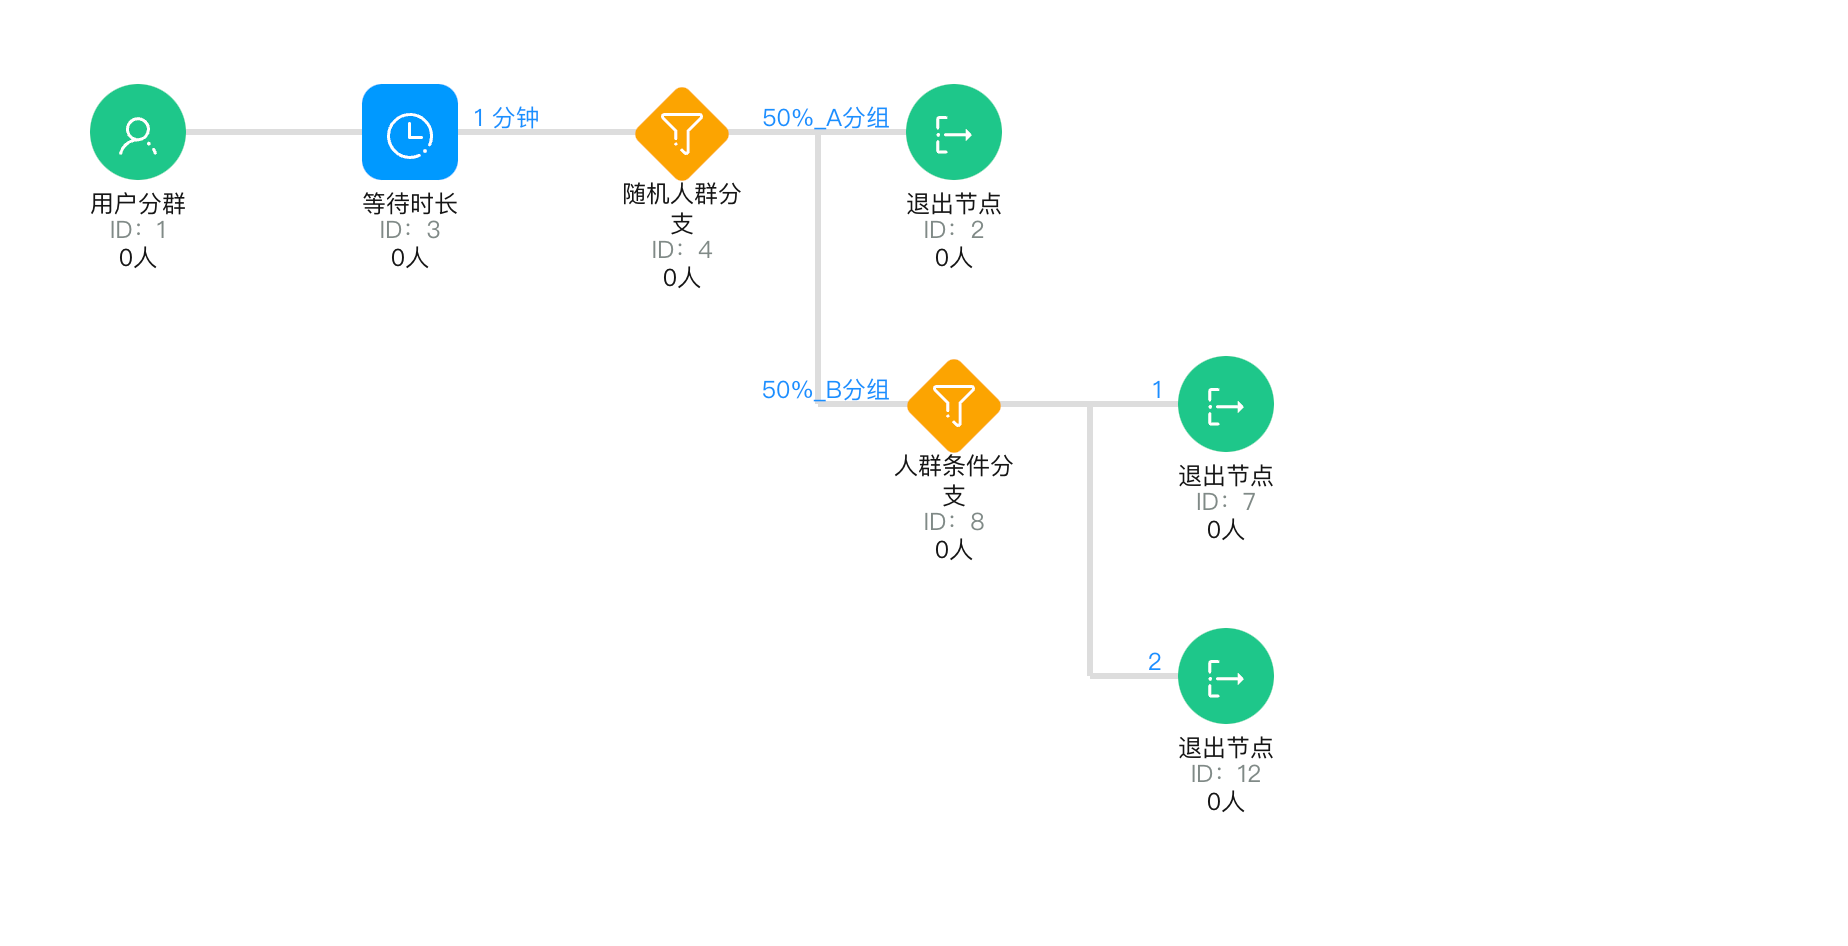 用户分群
ID：1
0人
等待时长
ID：3
0人
1 分钟
随机人群分
支
ID：4
0人
50%_A分组
退出节点
ID：2
0人
50%_B分组
人群条件分
支
ID：8
0人
1
退出节点
ID：7
0人
2
退出节点
ID：12
0人